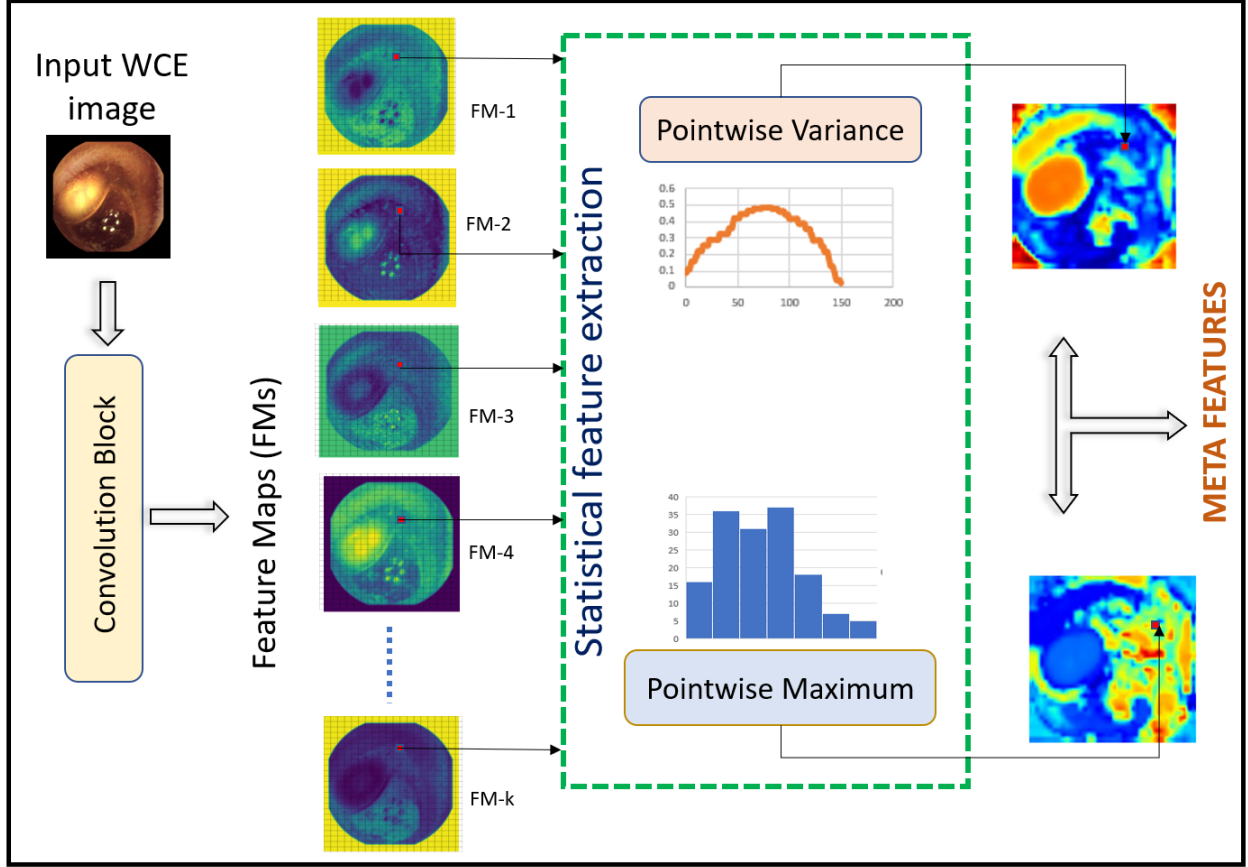 Input WCE
image
Convolution Block
Feature Maps (FMs)
FM-1
FM-2
FM-3
FM-4
FM-k
Statistical feature extraction
Pointwise Variance
0.6
0.5
0.4
0.3
0.2
0.1
0
0
50
100
150
200
40
35
30
25
20
15
10
5
0
Pointwise Maximum
META FEATURES